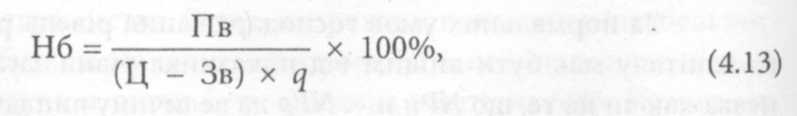 Нб = Пв / ((Ц − Зв) × q) × 100%, (4.13)